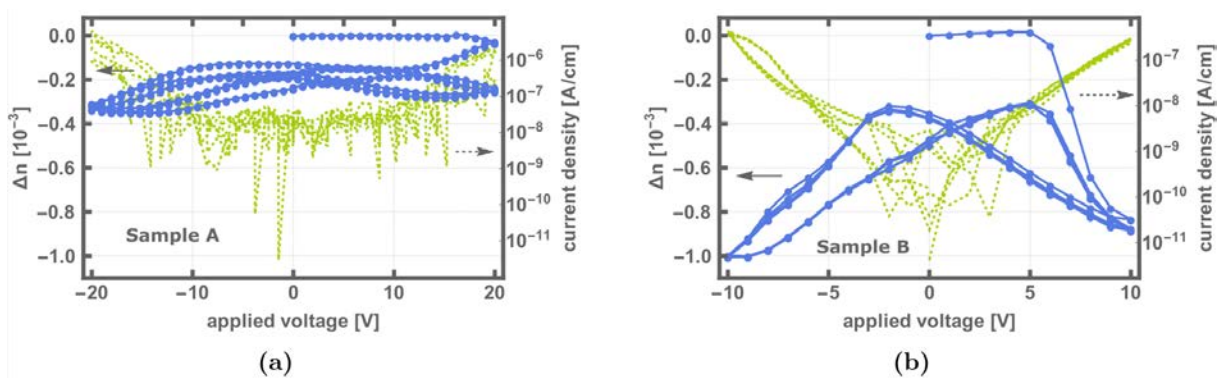 0.0
−0.2
−0.4
−0.6
−0.8
−1.0
Δn [10⁻³]
10⁻⁶
10⁻⁷
10⁻⁸
10⁻⁹
10⁻¹⁰
10⁻¹¹
current density [A/cm]
Sample A
−20 −10 0 10 20
applied voltage [V]
(a)
0.0
−0.2
−0.4
−0.6
−0.8
−1.0
Δn [10⁻³]
10⁻⁷
10⁻⁸
10⁻⁹
10⁻¹⁰
10⁻¹¹
current density [A/cm]
Sample B
−10 −5 0 5 10
applied voltage [V]
(b)